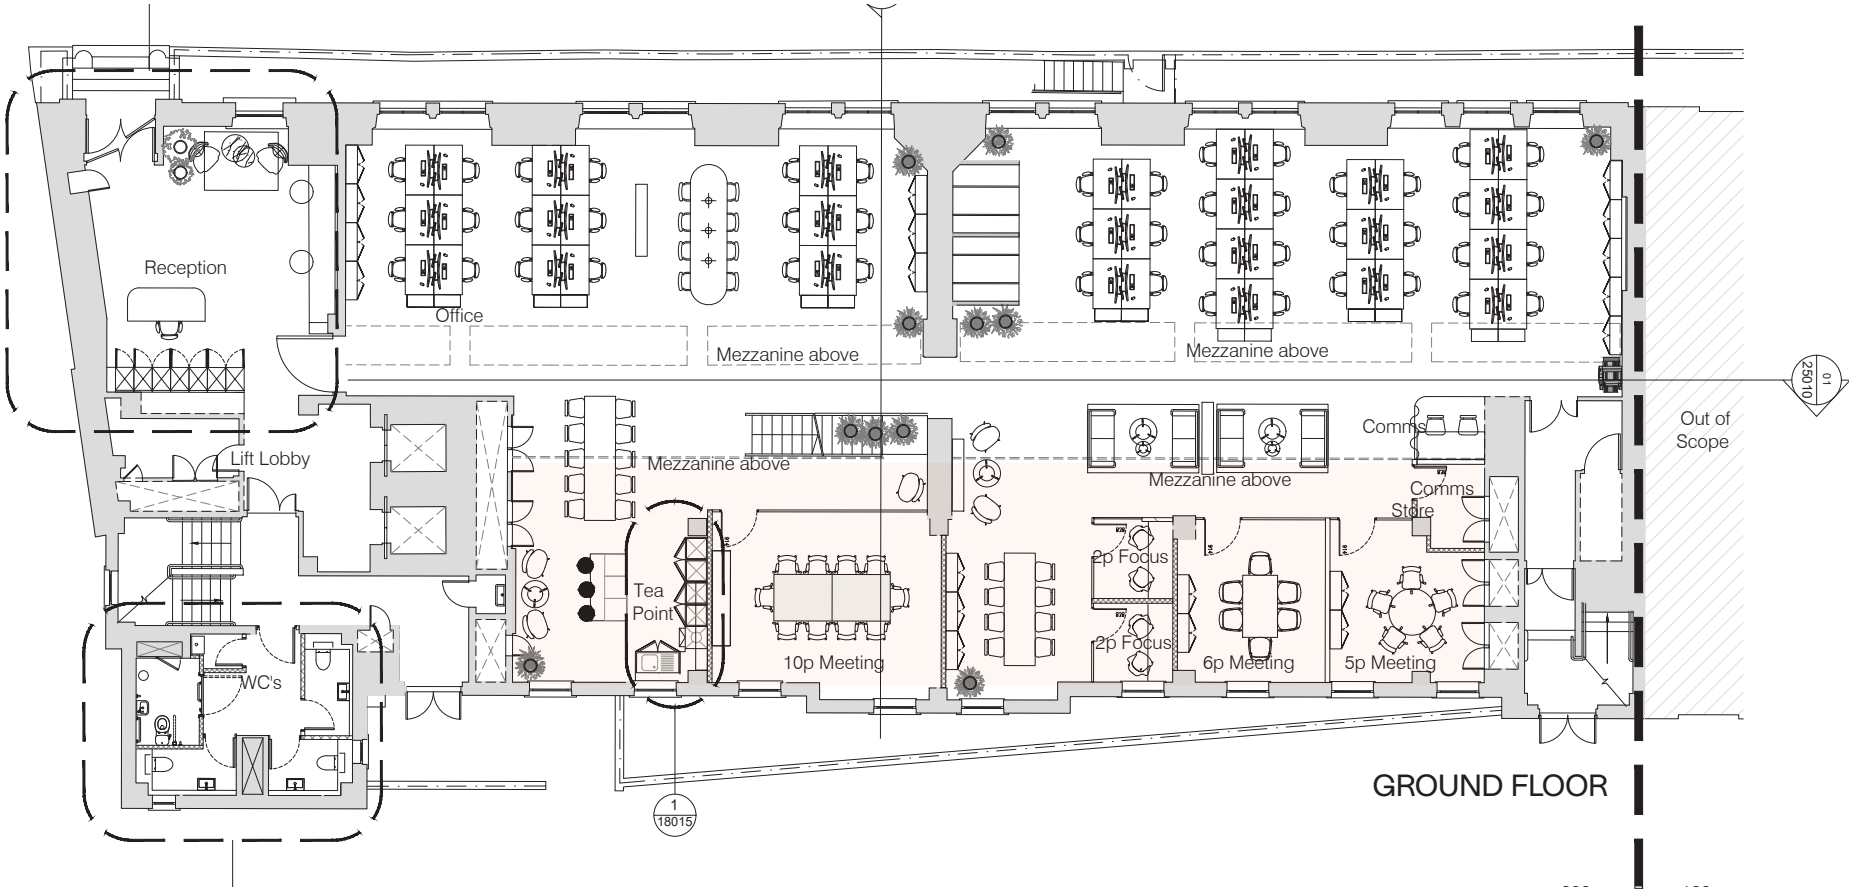 Reception
Office
Mezzanine above
Mezzanine above
01
25010
Out of
Scope
Lift Lobby
Mezzanine above
Comms
Mezzanine above
Comms
Store
2p Focus
Tea
Point
2p Focus
10p Meeting
6p Meeting
5p Meeting
WC's
GROUND FLOOR
1
18015